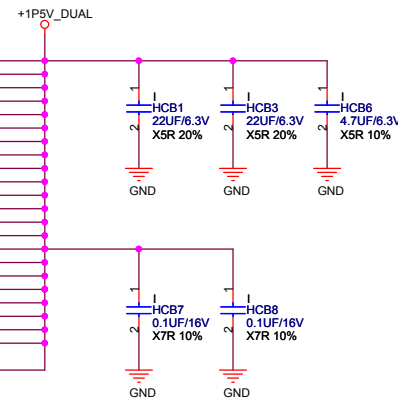 +1P5V_DUAL
1 I
HCB1
22UF/6.3V
2 X5R 20%
GND
1 I
HCB3
22UF/6.3V
2 X5R 20%
GND
1 I
HCB6
4.7UF/6.3V
2 X5R 10%
GND
1 I
HCB7
0.1UF/16V
2 X7R 10%
GND
1 I
HCB8
0.1UF/16V
2 X7R 10%
GND